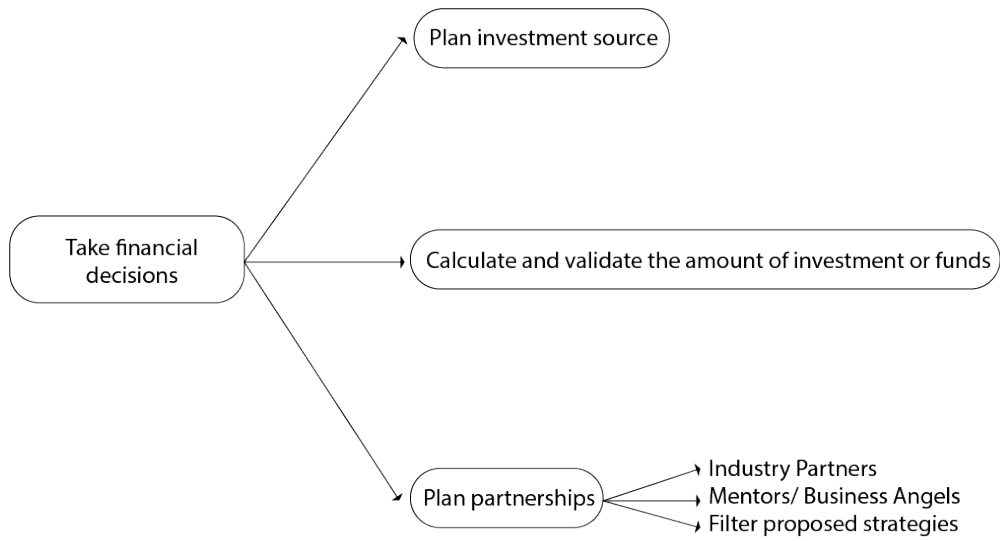 Plan investment source
Take financial
decisions
Calculate and validate the amount of investment or funds
Plan partnerships
Industry Partners
Mentors/ Business Angels
Filter proposed strategies